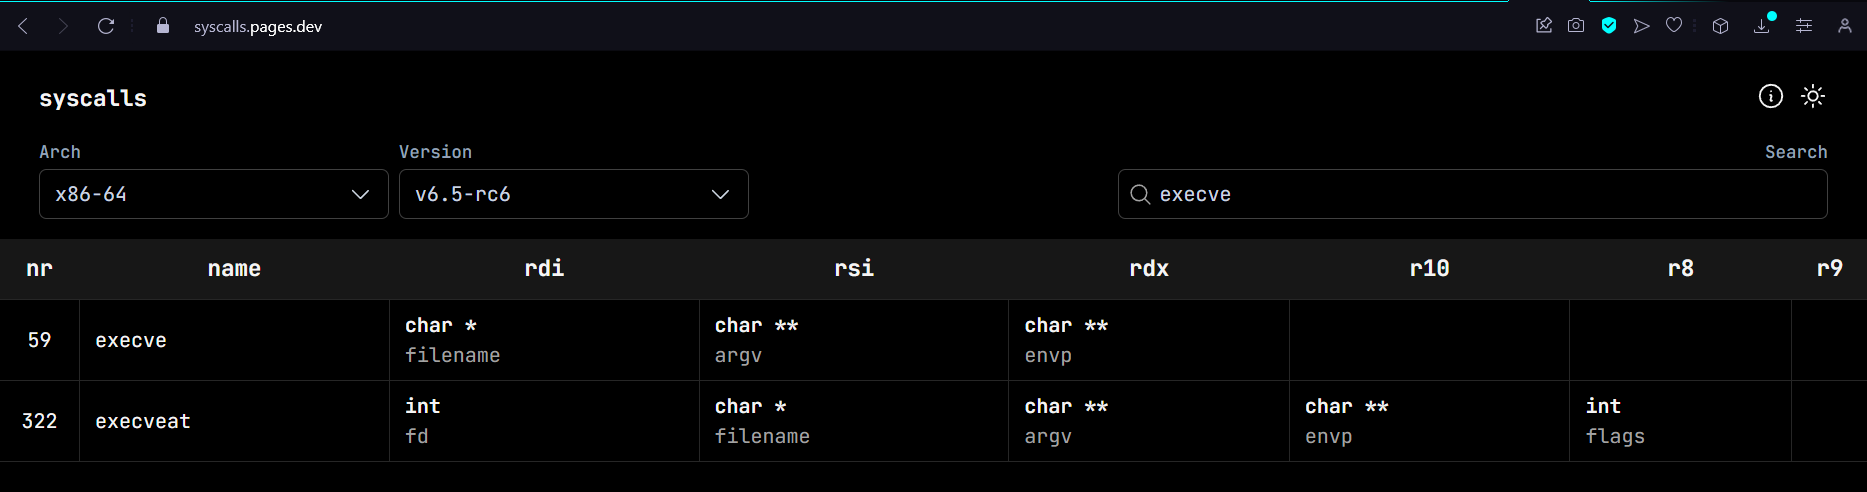 syscalls.pages.dev
syscalls
Arch Version Search
x86-64 v6.5-rc6 execve
nr name rdi rsi rdx r10 r8 r9
59 execve char * filename char ** argv char ** envp
322 execveat int fd char * filename char ** argv char ** envp int flags